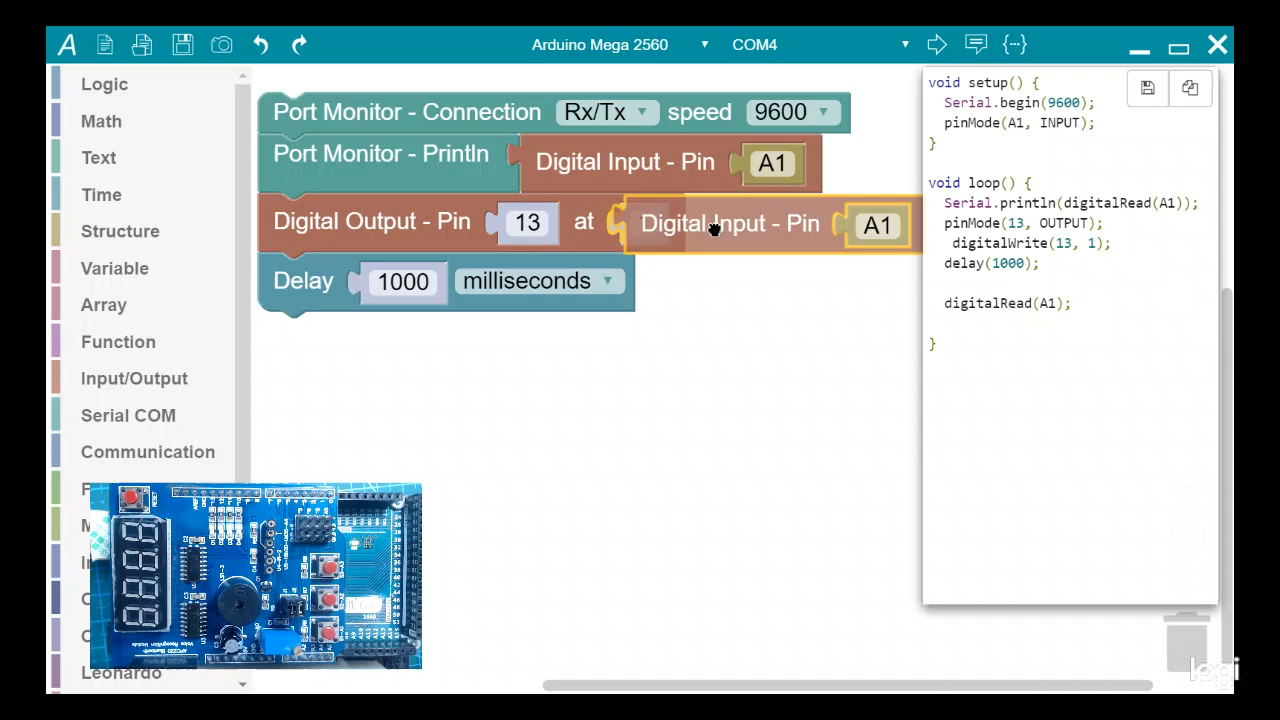 A
Arduino Mega 2560
COM4
Logic
Math
Text
Time
Structure
Variable
Array
Function
Input/Output
Serial COM
Communication
Leonardo
Port Monitor - Connection Rx/Tx speed 9600
Port Monitor - Println Digital Input - Pin A1
Digital Output - Pin 13 at Digital Input - Pin A1
Delay 1000 milliseconds
void setup() {
Serial.begin(9600);
pinMode(A1, INPUT);
}
void loop() {
Serial.println(digitalRead(A1));
pinMode(13, OUTPUT);
digitalWrite(13, 1);
delay(1000);
digitalRead(A1);
}
RESET
logi